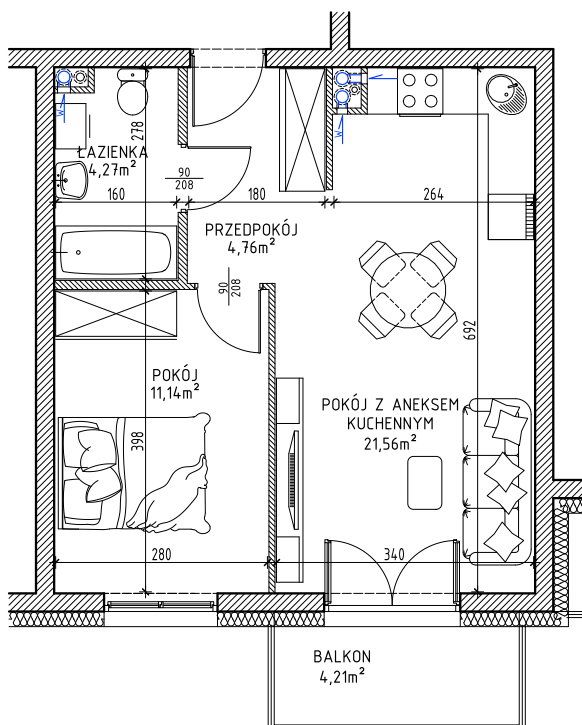 ŁAZIENKA
4,27m²
278
160
W
90
208
180
W
264
PRZEDPOKÓJ
4,76m²
90
208
692
POKÓJ
11,14m²
398
280
POKÓJ Z ANEKSEM
KUCHENNYM
21,56m²
340
BALKON
4,21m²